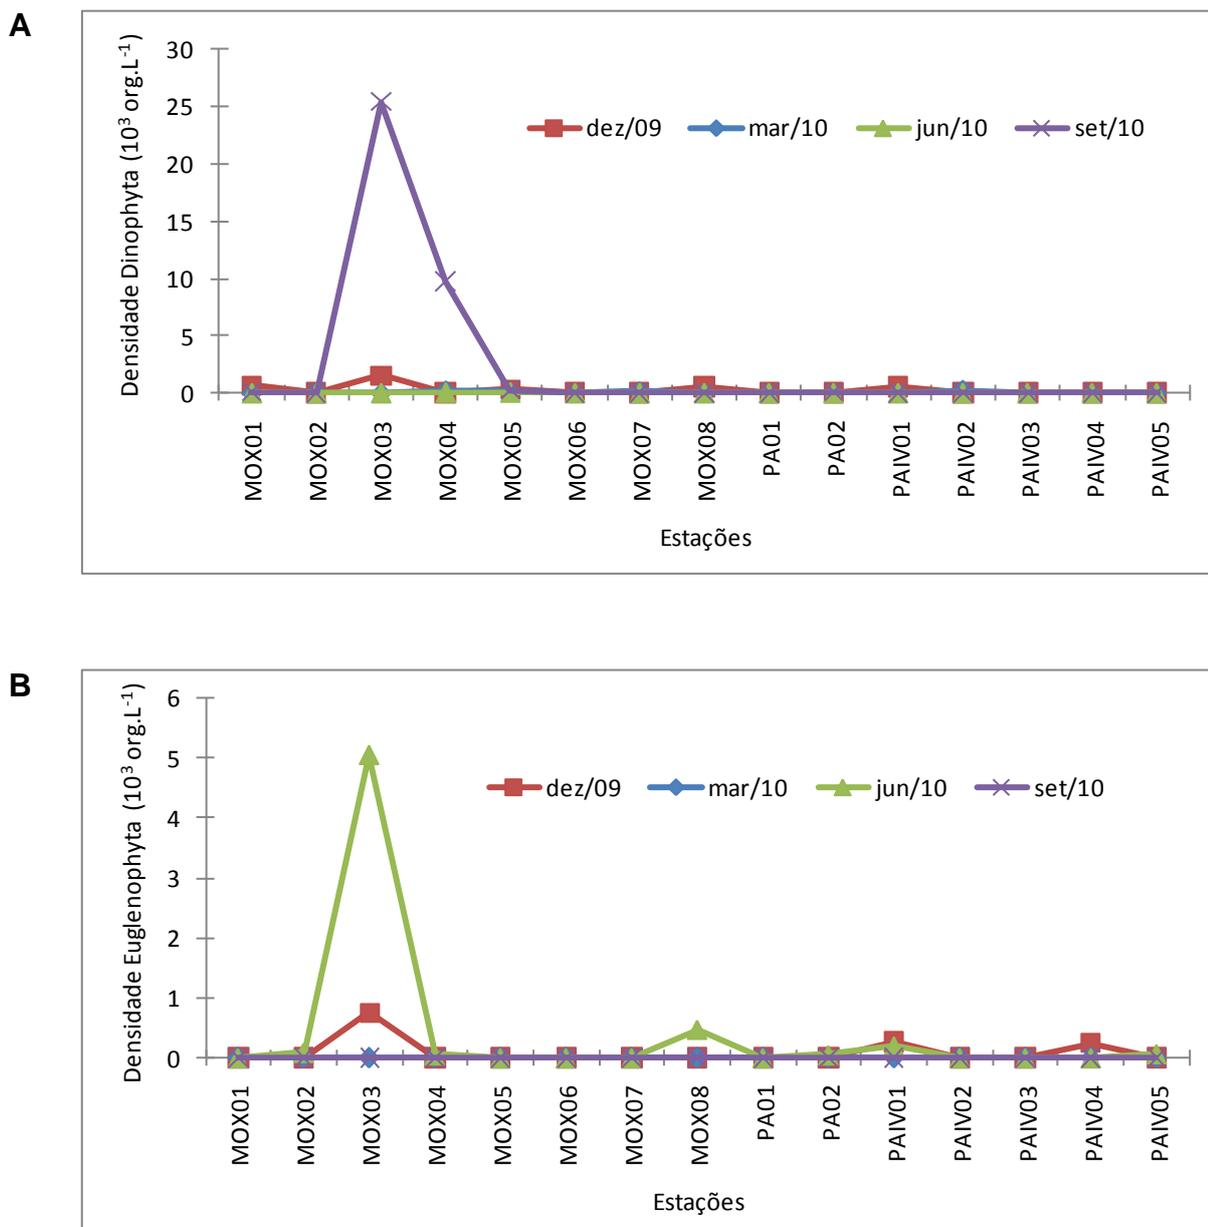 A
Densidade Dinophyta (10³ org.L⁻¹)
30
25
20
15
10
5
0
dez/09 mar/10 jun/10 set/10
MOX01 MOX02 MOX03 MOX04 MOX05 MOX06 MOX07 MOX08 PA01 PA02 PAIV01 PAIV02 PAIV03 PAIV04 PAIV05
Estações
B
Densidade Euglenophyta (10³ org.L⁻¹)
6
5
4
3
2
1
0
dez/09 mar/10 jun/10 set/10
MOX01 MOX02 MOX03 MOX04 MOX05 MOX06 MOX07 MOX08 PA01 PA02 PAIV01 PAIV02 PAIV03 PAIV04 PAIV05
Estações